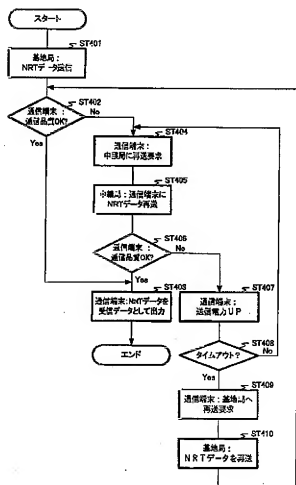 スタート
ST401
基地局：
NRTデータ送信
ST402
通信端末：
通信品質OK?
No
Yes
ST404
通信端末：
中継局に再送要求
ST405
中継局：通信端末に
NRTデータ再送
ST406
通信端末：
通信品質OK?
No
Yes
ST403
通信端末：NRTデータを
受信データとして出力
エンド
ST407
通信端末：
送信電力UP
ST408
タイムアウト？
No
Yes
ST409
通信端末：基地局へ
再送要求
ST410
基地局：
NRTデータを再送